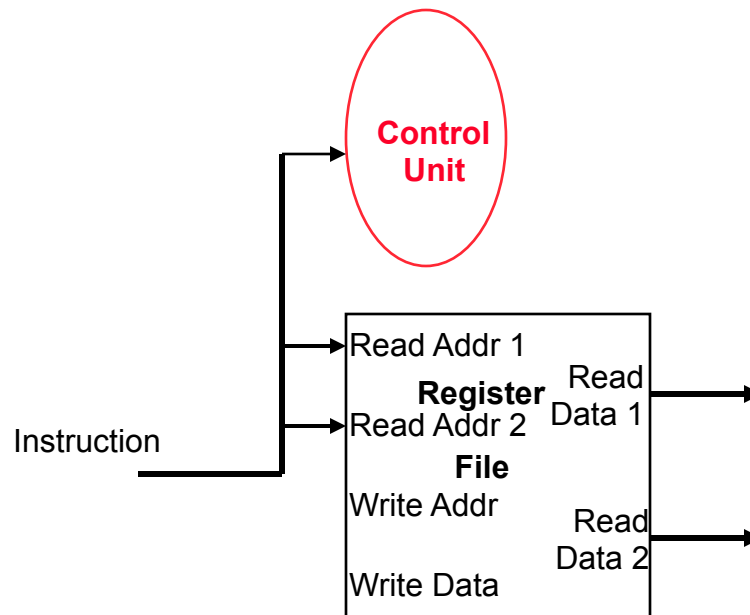 Control
Unit
Read Addr 1
Register
Read Addr 2
File
Write Addr
Write Data
Read
Data 1
Read
Data 2
Instruction